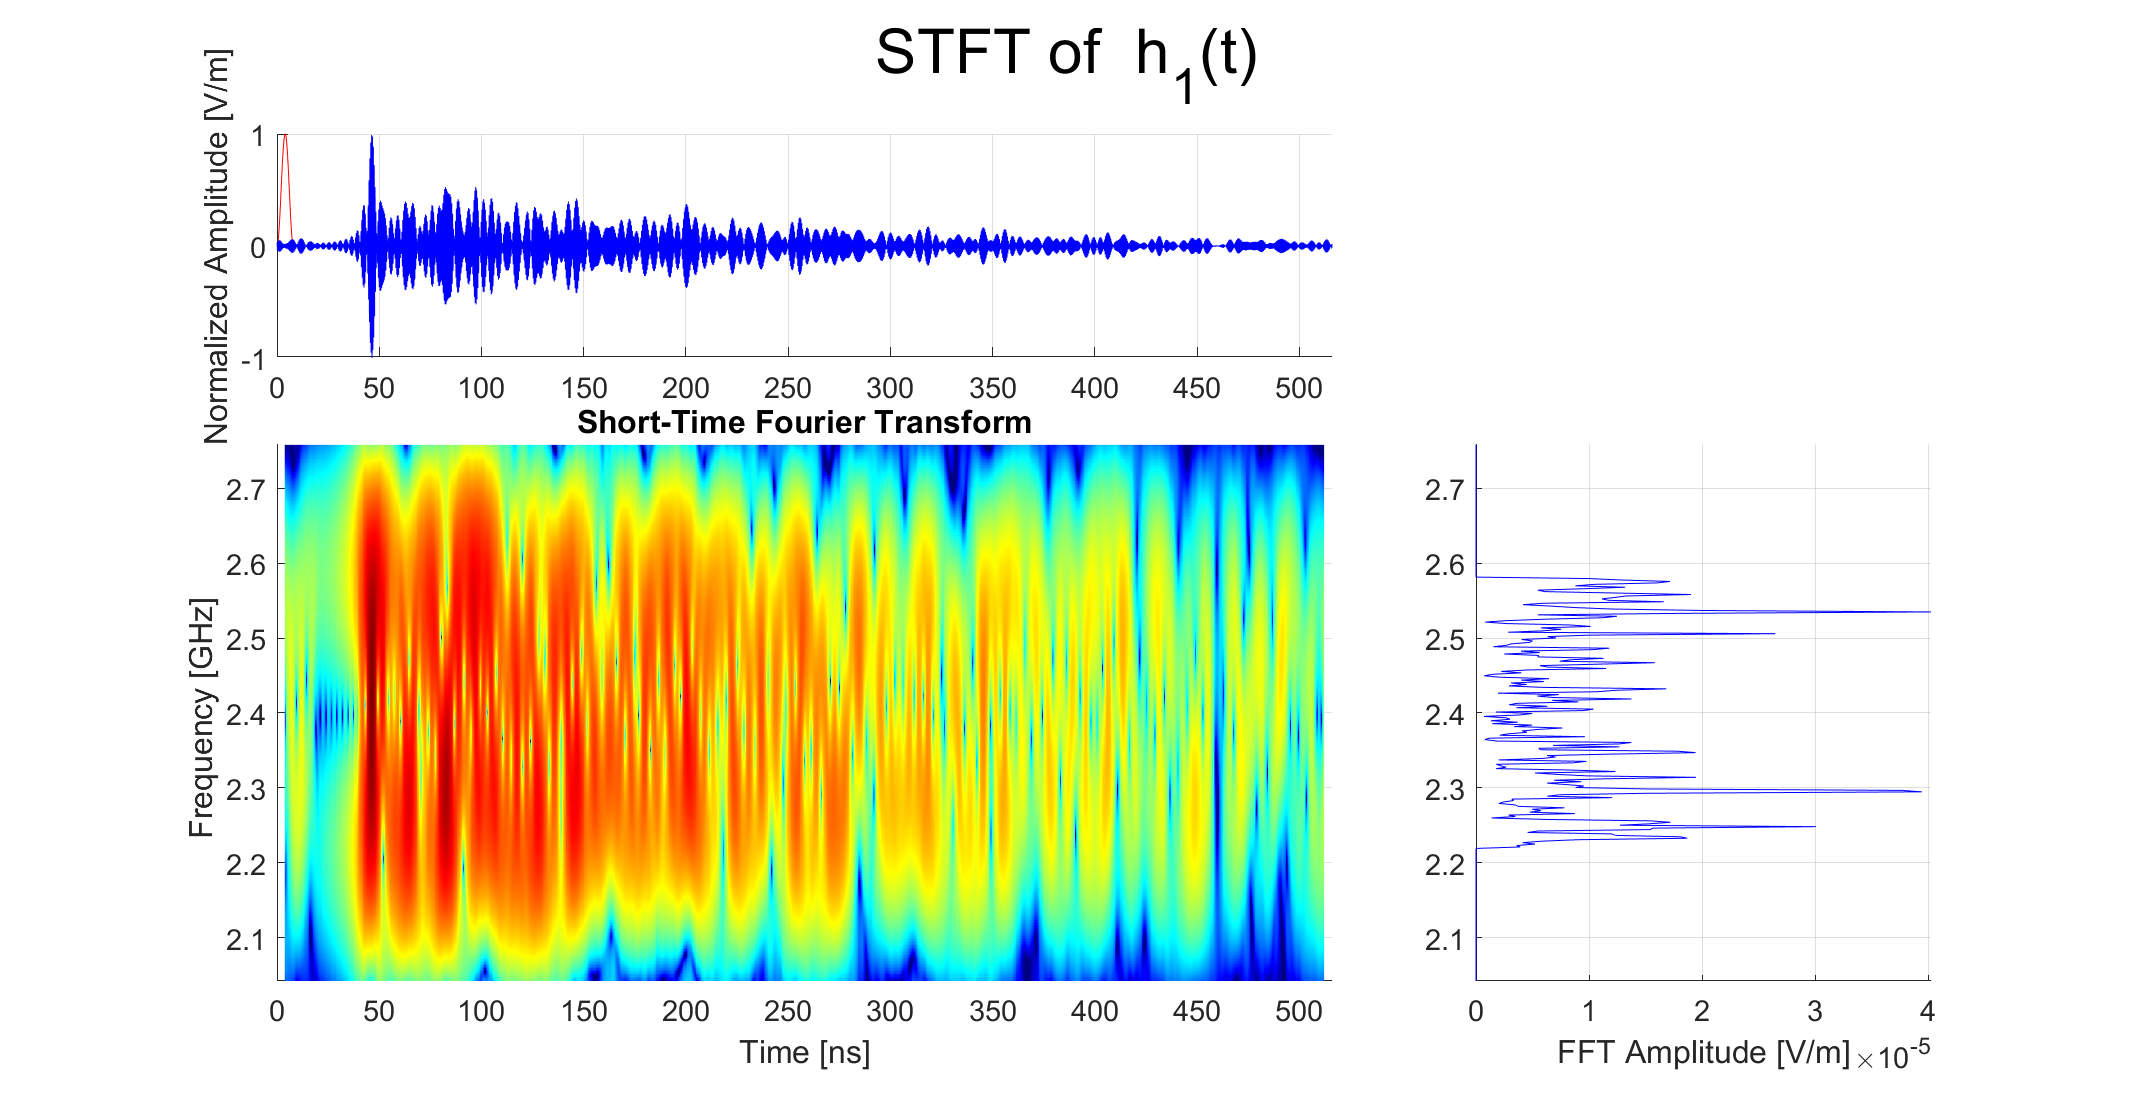 STFT of h1(t)
Normalized Amplitude [V/m]
1
0
-1
0 50 100 150 200 250 300 350 400 450 500
Short-Time Fourier Transform
Frequency [GHz]
2.7
2.6
2.5
2.4
2.3
2.2
2.1
0 50 100 150 200 250 300 350 400 450 500
Time [ns]
2.7
2.6
2.5
2.4
2.3
2.2
2.1
0 1 2 3 4
FFT Amplitude [V/m] ×10-5